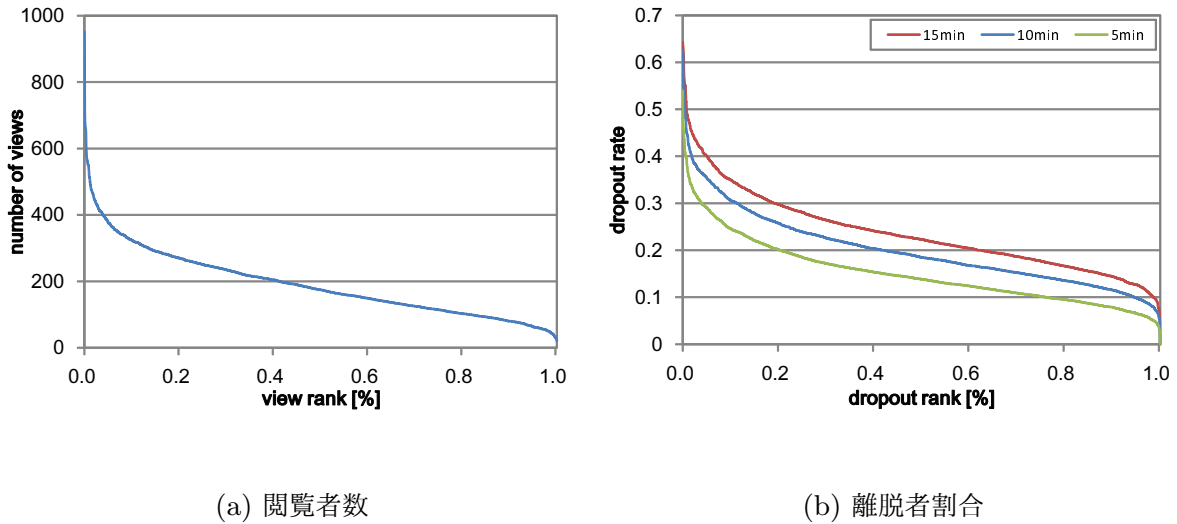 1000
800
600
400
200
0
number of views
0.0 0.2 0.4 0.6 0.8 1.0
view rank [%]
(a) 閲覧者数
0.7
0.6
0.5
0.4
0.3
0.2
0.1
0
dropout rate
15min 10min 5min
0.0 0.2 0.4 0.6 0.8 1.0
dropout rank [%]
(b) 離脱者割合